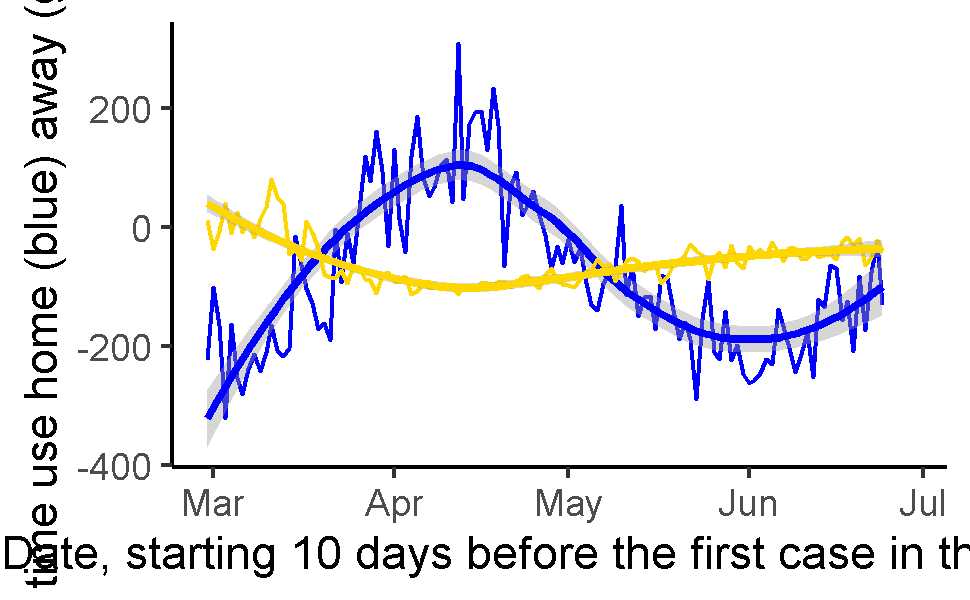 time use home (blue) away (
200
0
-200
-400
Mar Apr May Jun Jul
Date, starting 10 days before the first case in th